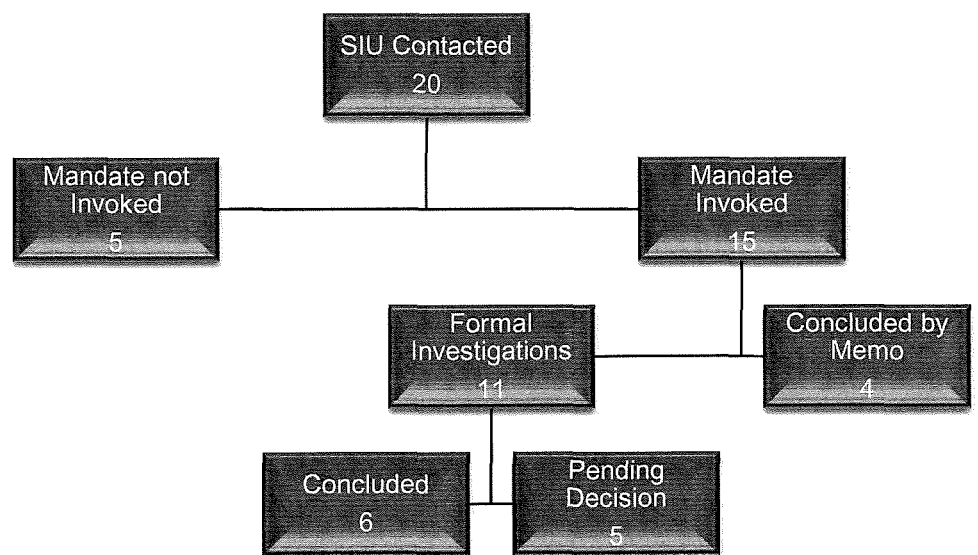 SIU Contacted
20
Mandate not
Invoked
5
Mandate
Invoked
15
Formal
Investigations
11
Concluded by
Memo
4
Concluded
6
Pending
Decision
5